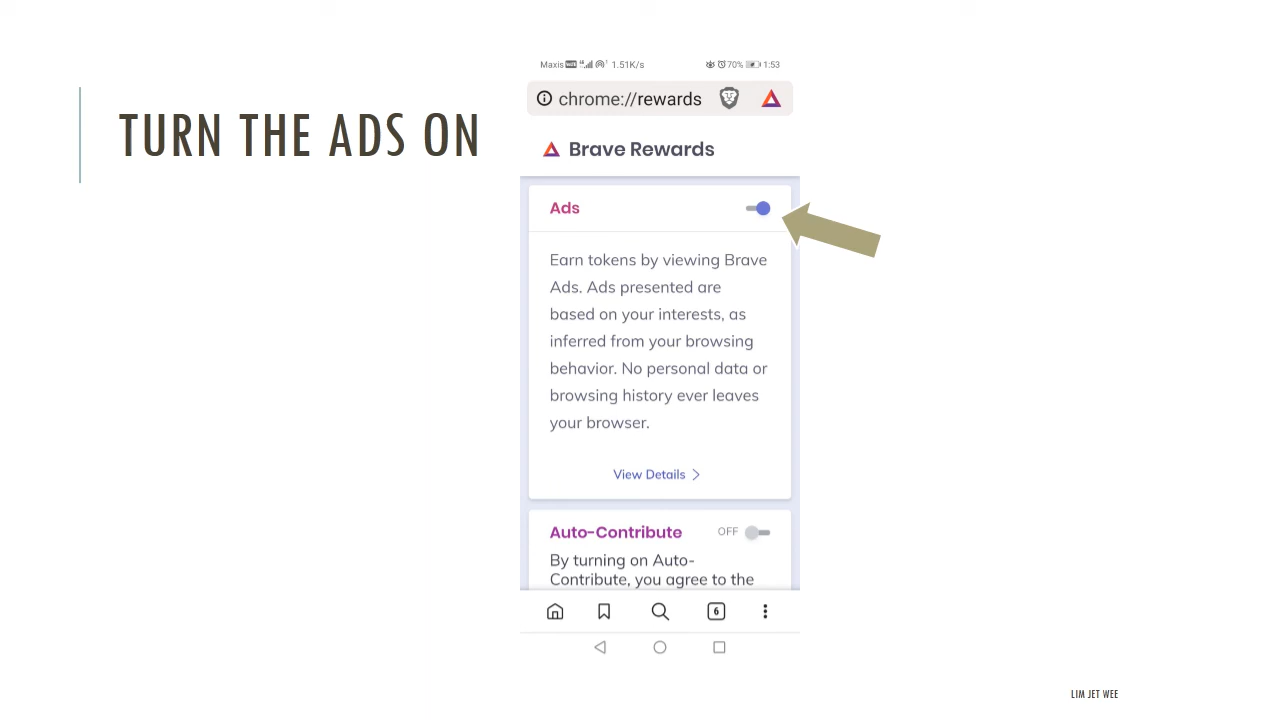 TURN THE ADS ON
Maxis 1.51K/s 70% 1:53
chrome://rewards
Brave Rewards
Ads
Earn tokens by viewing Brave
Ads. Ads presented are
based on your interests, as
inferred from your browsing
behavior. No personal data or
browsing history ever leaves
your browser.
View Details
Auto-Contribute OFF
By turning on Auto-
Contribute, you agree to the
6
LIM JET WEE